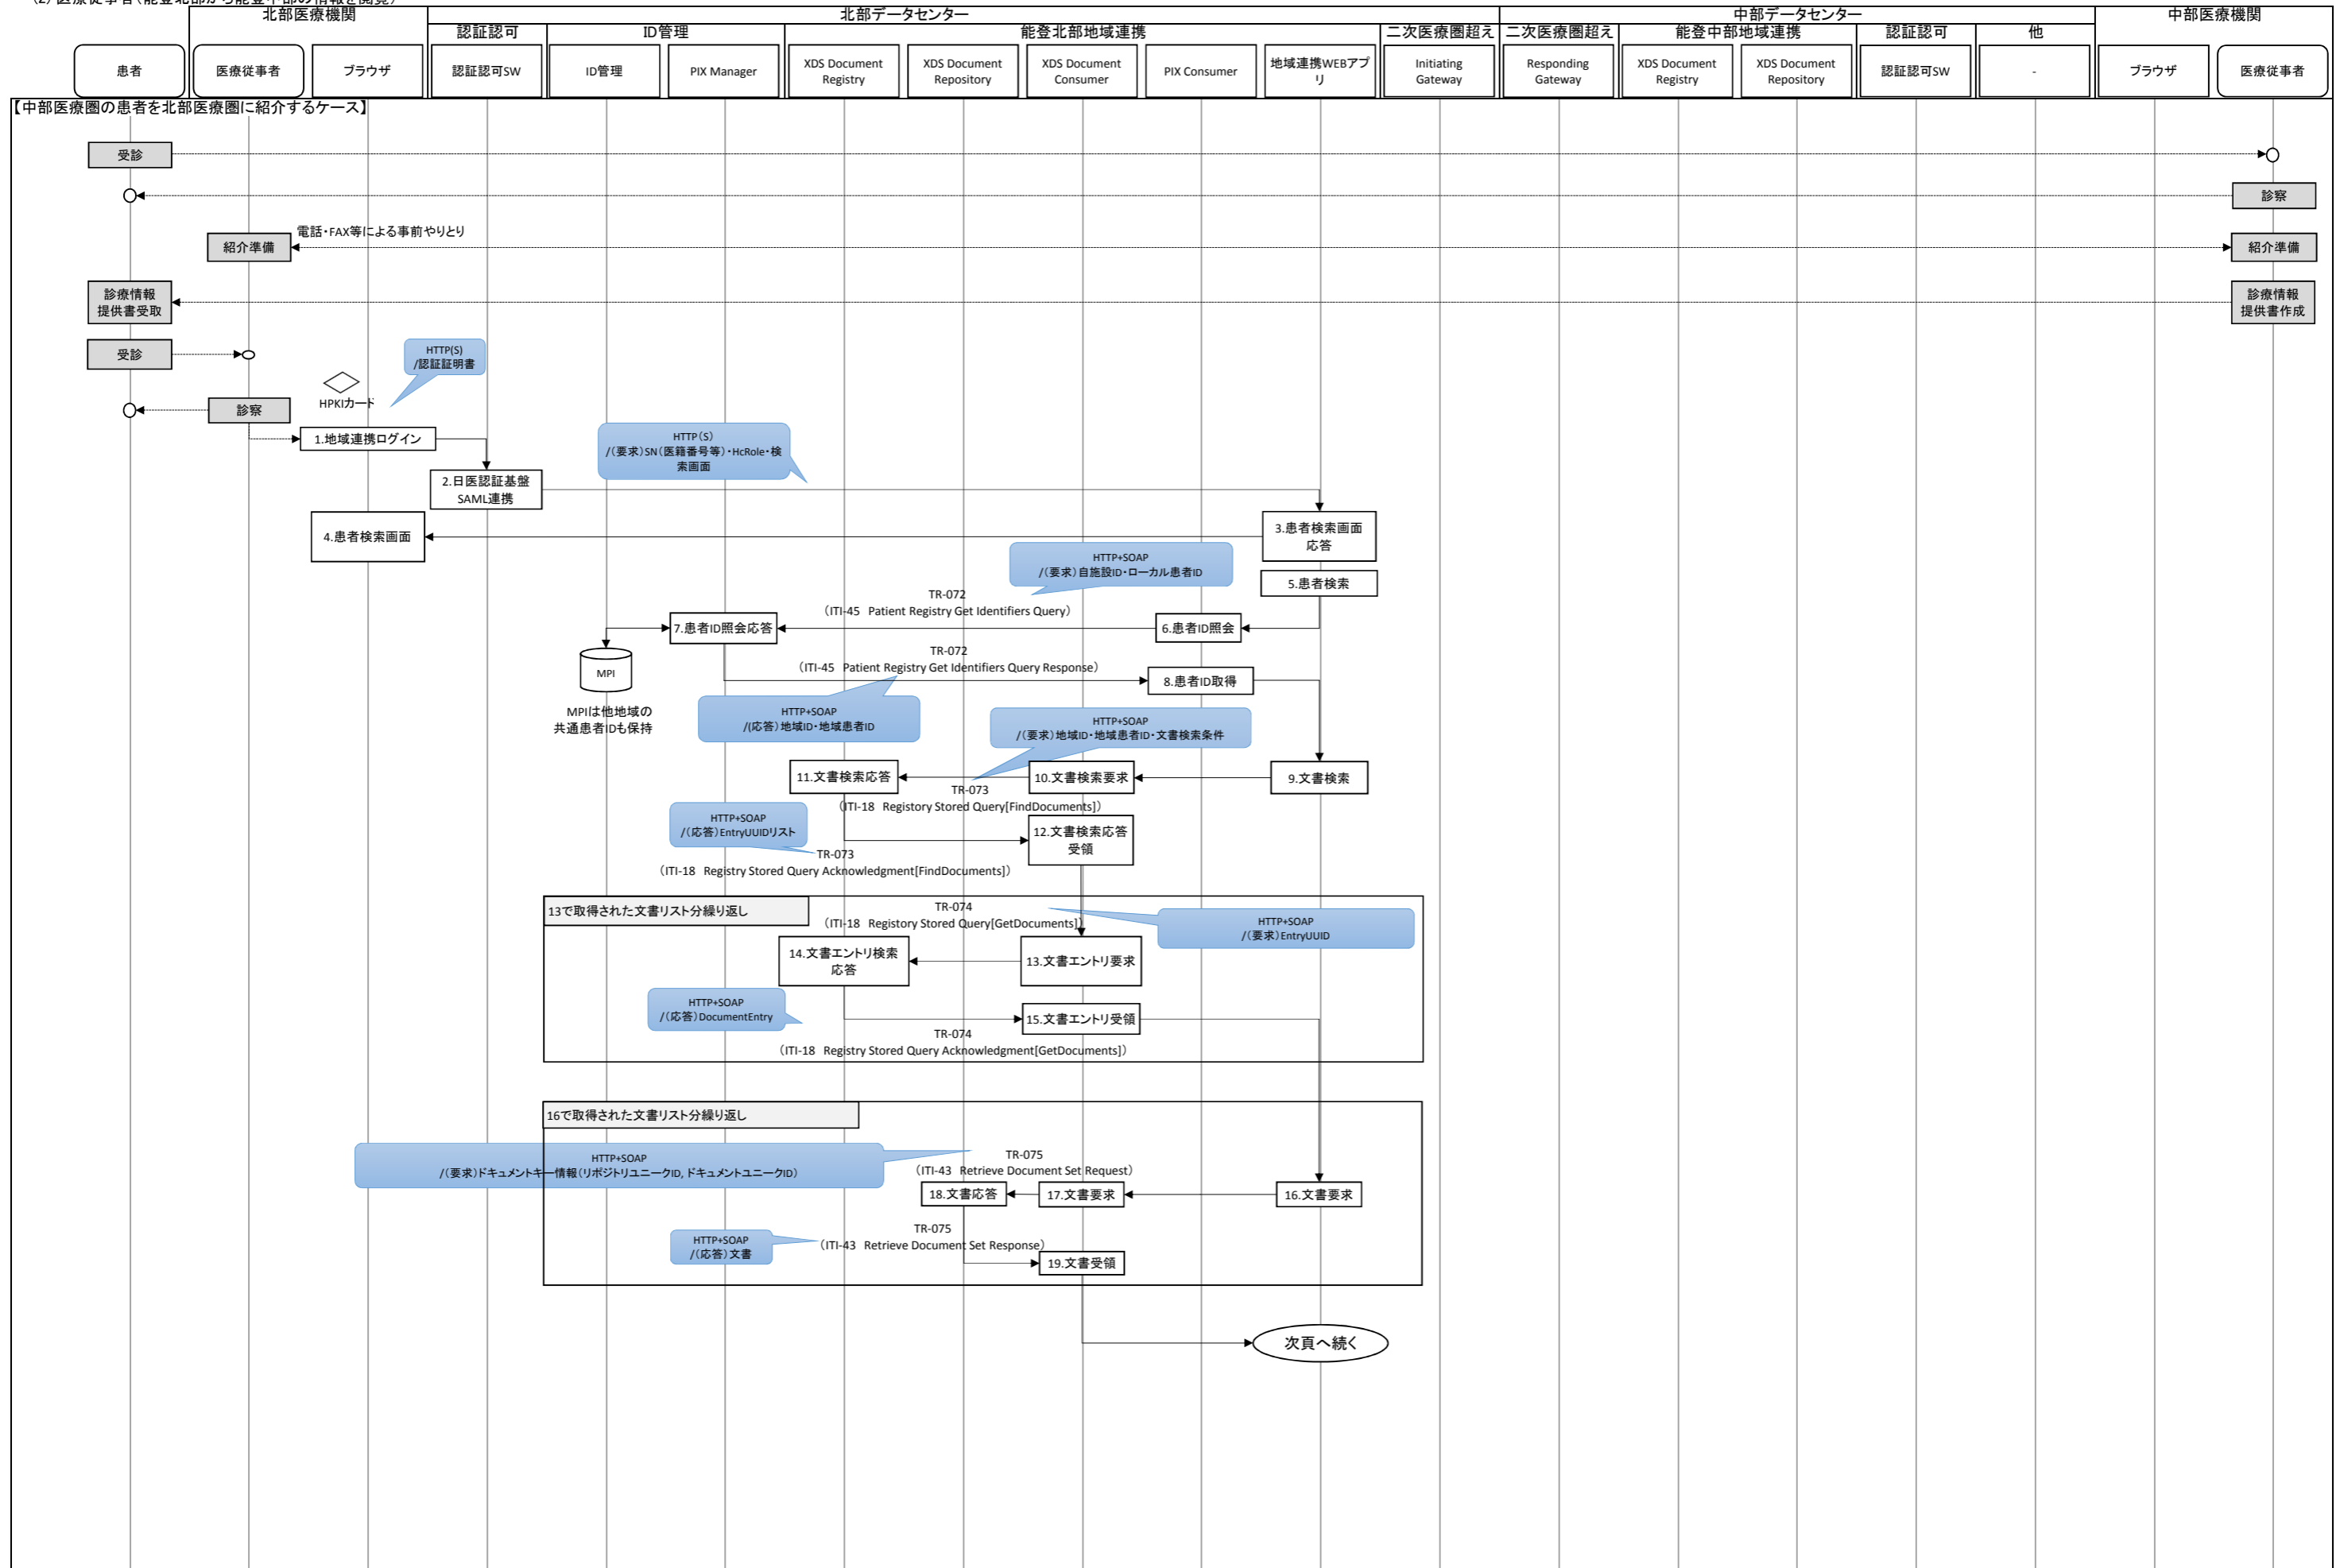 (2) 医療従事者（能登北部から能登中部の情報を閲覧）
北部医療機関
北部データセンター
中部データセンター
中部医療機関
認証認可
ID管理
能登北部地域連携
二次医療圏超え
二次医療圏超え
能登中部地域連携
認証認可
他
患者
医療従事者
ブラウザ
認証認可SW
ID管理
PIX Manager
XDS Document
Registry
XDS Document
Repository
XDS Document
Consumer
PIX Consumer
地域連携WEBアプ
リ
Initiating
Gateway
Responding
Gateway
XDS Document
Registry
XDS Document
Repository
認証認可SW
-
ブラウザ
医療従事者
【中部医療圏の患者を北部医療圏に紹介するケース】
受診
診察
電話・FAX等による事前やりとり
紹介準備
紹介準備
診療情報
提供書受取
診療情報
提供書作成
受診
HTTP(S)
/認証証明書
HPKIカード
診察
1.地域連携ログイン
HTTP（S）
/（要求）SN（医籍番号等）・HcRole・検
索画面
2.日医認証基盤
SAML連携
3.患者検索画面
応答
4.患者検索画面
HTTP+SOAP
/（要求）自施設ID・ローカル患者ID
5.患者検索
TR-072
（ITI-45 Patient Registry Get Identifiers Query）
7.患者ID照会応答
6.患者ID照会
MPI
TR-072
（ITI-45 Patient Registry Get Identifiers Query Response）
8.患者ID取得
MPIは他地域の
共通患者IDも保持
HTTP+SOAP
/(応答）地域ID・地域患者ID
HTTP+SOAP
/（要求）地域ID・地域患者ID・文書検索条件
11.文書検索応答
10.文書検索要求
9.文書検索
TR-073
（ITI-18 Registory Stored Query[FindDocuments]）
HTTP+SOAP
/（応答）EntryUUIDリスト
12.文書検索応答
受領
TR-073
（ITI-18 Registry Stored Query Acknowledgment[FindDocuments]）
13で取得された文書リスト分繰り返し
TR-074
（ITI-18 Registory Stored Query[GetDocuments]）
HTTP+SOAP
/（要求）EntryUUID
14.文書エントリ検索
応答
13.文書エントリ要求
HTTP+SOAP
/（応答）DocumentEntry
15.文書エントリ受領
TR-074
（ITI-18 Registry Stored Query Acknowledgment[GetDocuments]）
16で取得された文書リスト分繰り返し
HTTP+SOAP
/（要求）ドキュメントキー情報（リポジトリユニークID, ドキュメントユニークID）
TR-075
（ITI-43 Retrieve Document Set Request）
18.文書応答
17.文書要求
16.文書要求
TR-075
（ITI-43 Retrieve Document Set Response）
HTTP+SOAP
/（応答）文書
19.文書受領
次頁へ続く